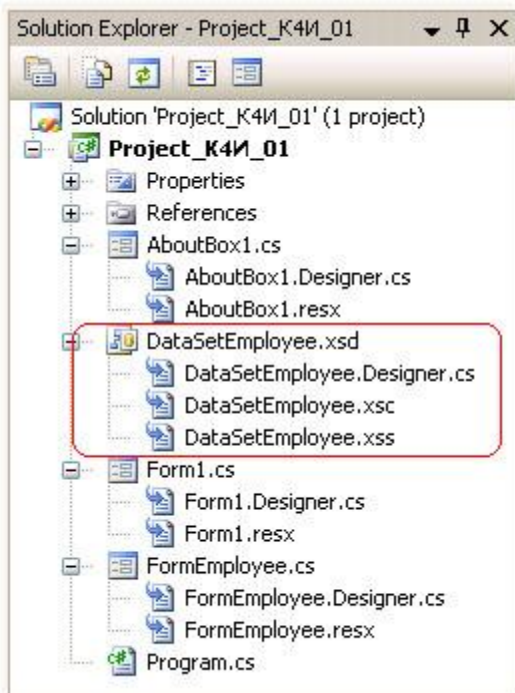 Solution Explorer - Project_К4И_01
Solution 'Project_К4И_01' (1 project)
Project_К4И_01
Properties
References
AboutBox1.cs
AboutBox1.Designer.cs
AboutBox1.resx
DataSetEmployee.xsd
DataSetEmployee.Designer.cs
DataSetEmployee.xsc
DataSetEmployee.xss
Form1.cs
Form1.Designer.cs
Form1.resx
FormEmployee.cs
FormEmployee.Designer.cs
FormEmployee.resx
Program.cs